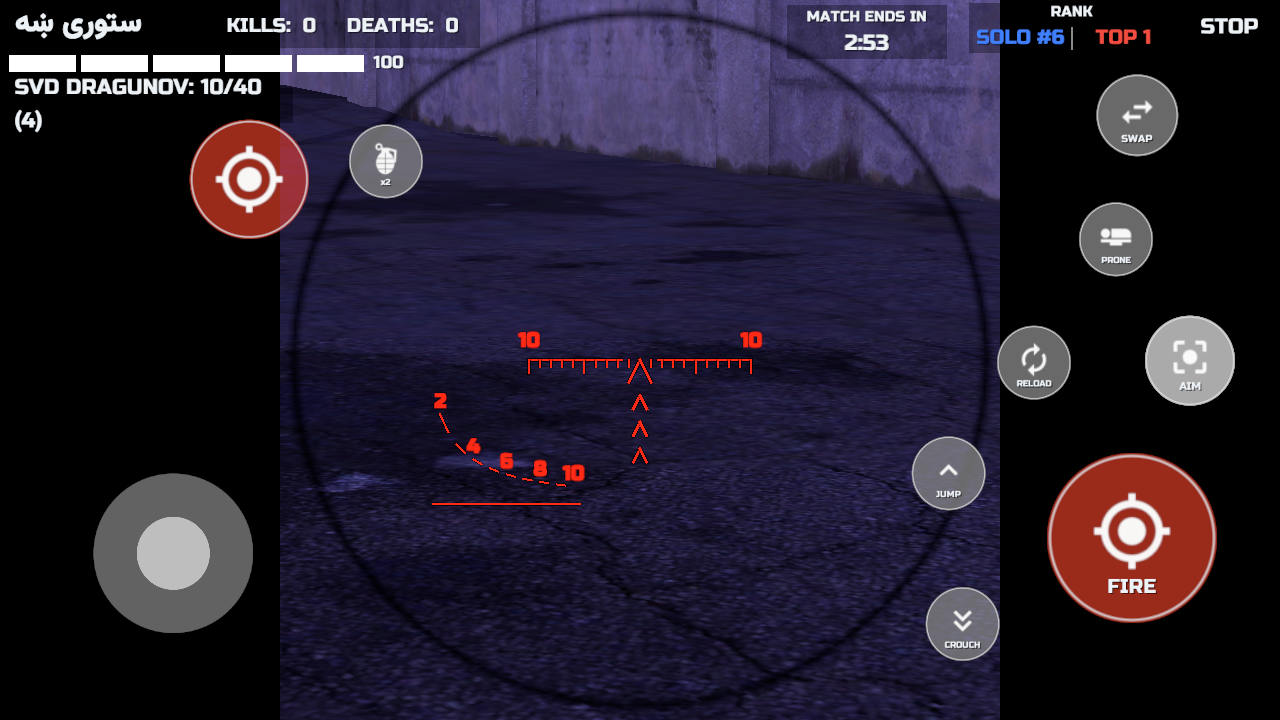 ستوری ښه
KILLS: 0 DEATHS: 0
MATCH ENDS IN
2:53
RANK
SOLO #6 | TOP 1
STOP
100
SVD DRAGUNOV: 10/40
(4)
x2
SWAP
PRONE
10 10
RELOAD
AIM
2
4
6
8
10
JUMP
FIRE
CROUCH